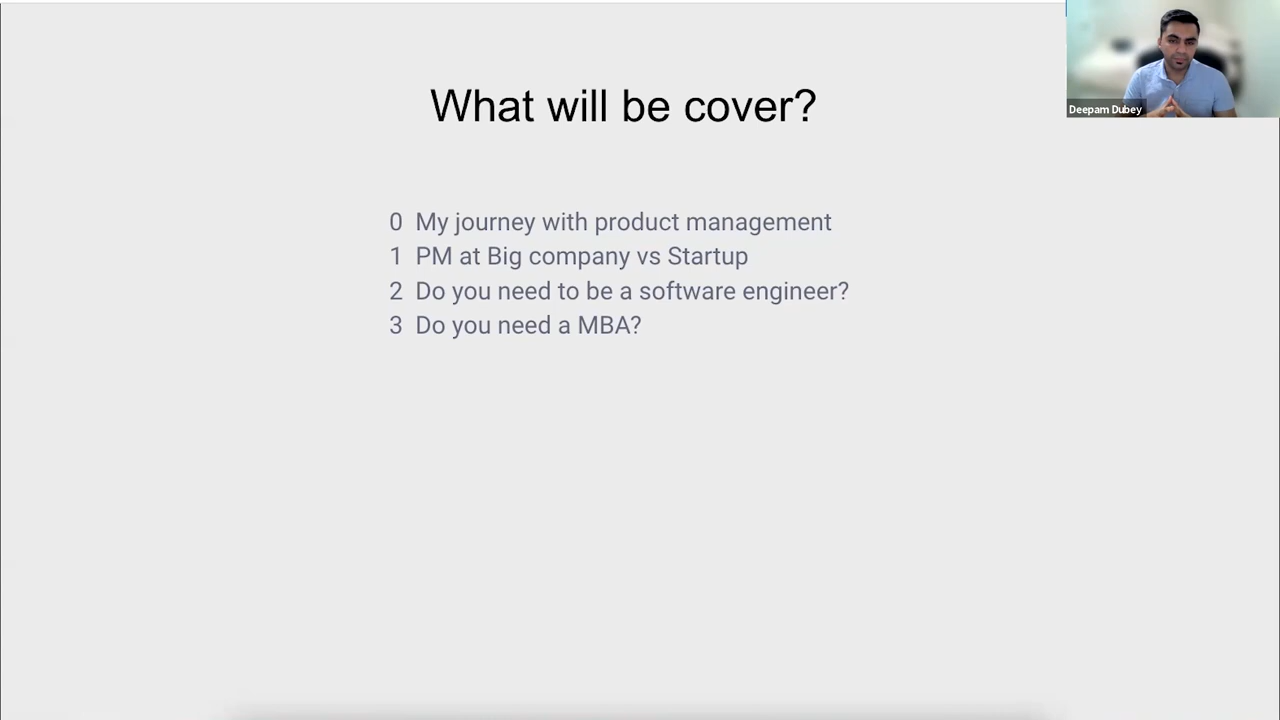 What will be cover?
0 My journey with product management
1 PM at Big company vs Startup
2 Do you need to be a software engineer?
3 Do you need a MBA?
Deepam Dubey